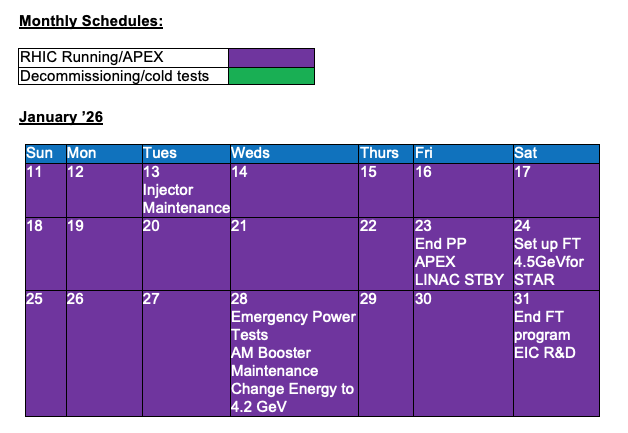 Monthly Schedules:
RHIC Running/APEX
Decommissioning/cold tests
January ’26
Sun Mon Tues Weds Thurs Fri Sat
11 12 13 14 15 16 17
Injector
Maintenance
18 19 20 21 22 23 24
End PP Set up FT
APEX 4.5GeVfor
LINAC STBY STAR
25 26 27 28 29 30 31
Emergency Power End FT
Tests program
AM Booster EIC R&D
Maintenance
Change Energy to
4.2 GeV